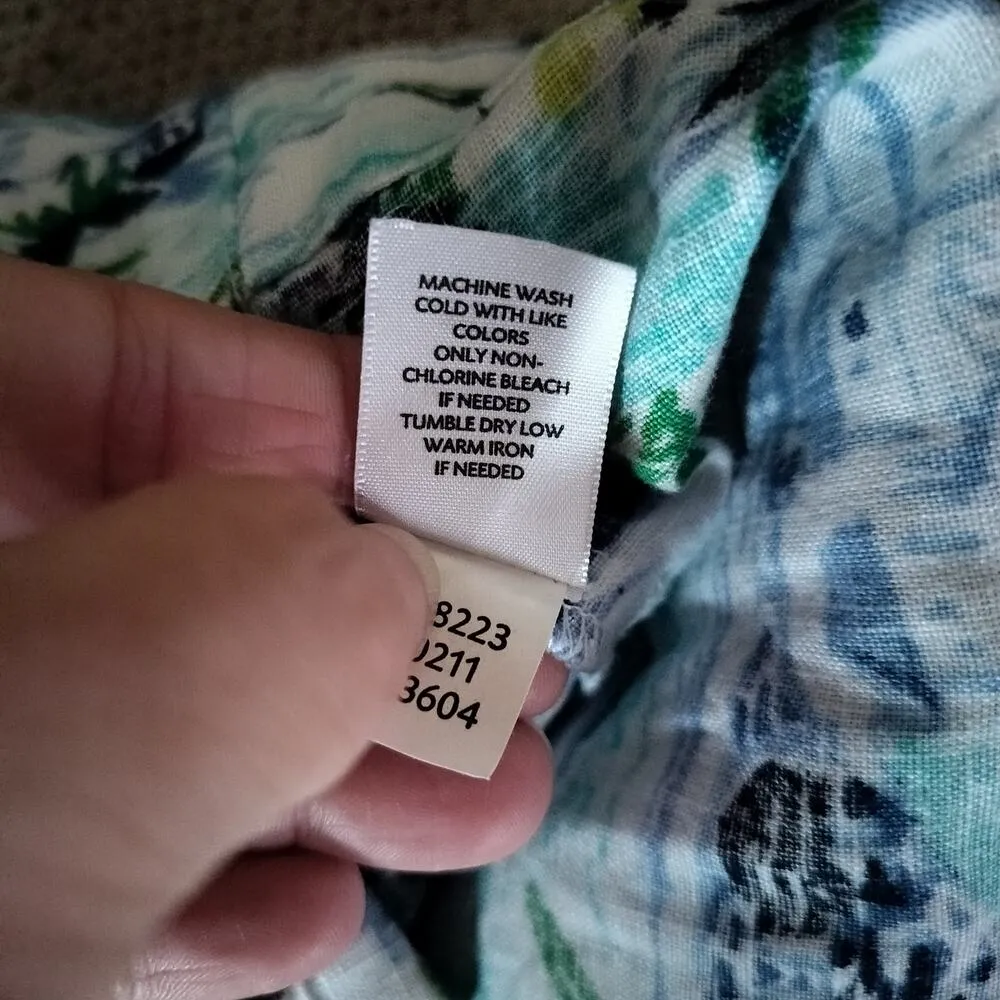 MACHINE WASH
COLD WITH LIKE
COLORS
ONLY NON-
CHLORINE BLEACH
IF NEEDED
TUMBLE DRY LOW
WARM IRON
IF NEEDED
8223
211
3604